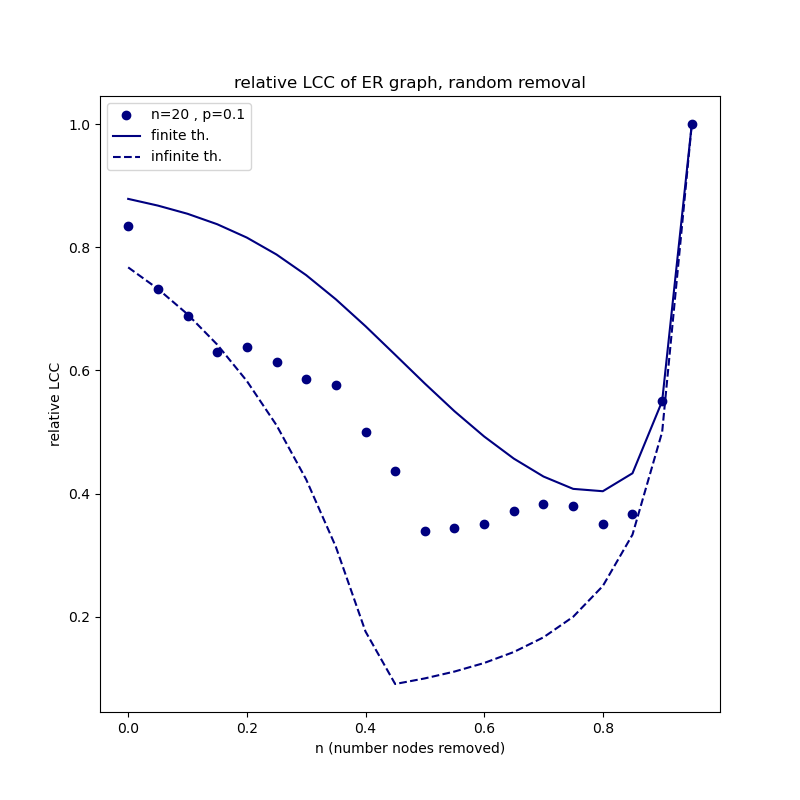 relative LCC of ER graph, random removal
n=20 , p=0.1
finite th.
infinite th.
1.0
0.8
0.6
0.4
0.2
relative LCC
0.0 0.2 0.4 0.6 0.8
n (number nodes removed)